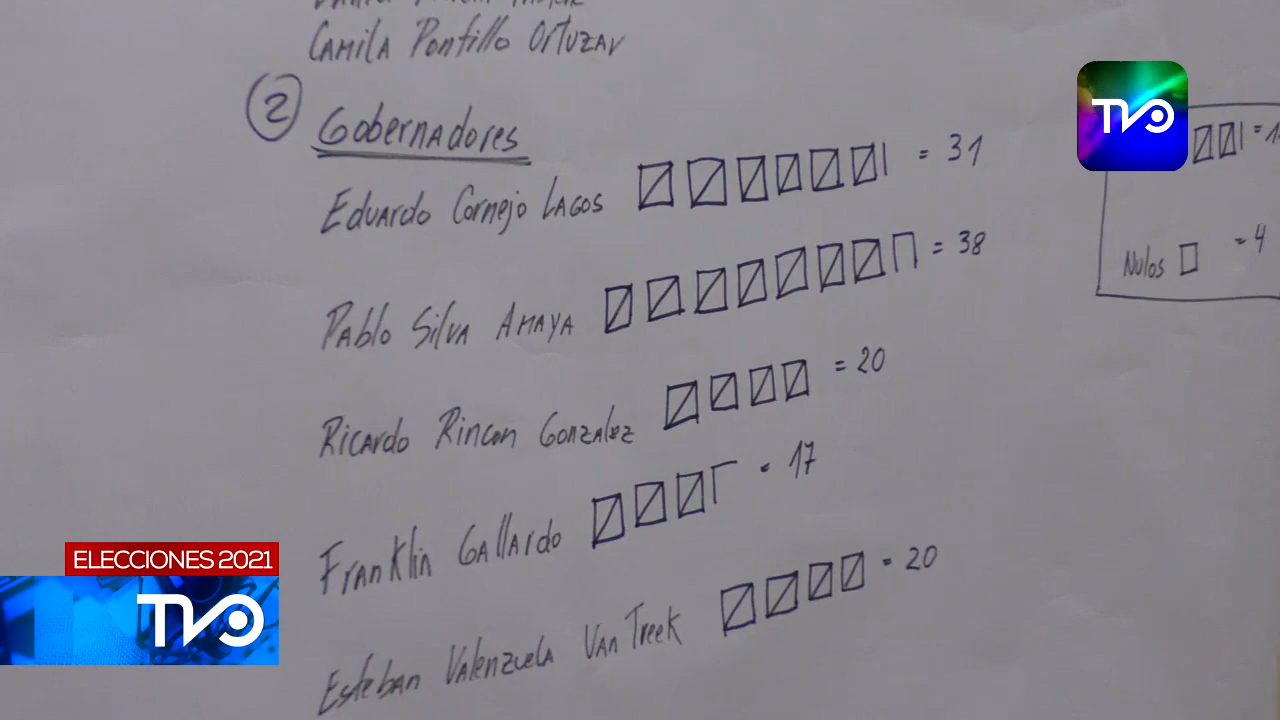 CAMILA Pontillo ORTUZAR
2 Gobernadores
Eduardo Cornejo LAGOS = 31
Pablo Silva AMAYA = 38
Ricardo Rincon Gonzalez = 20
Franklin GALLARDO = 17
Esteban Valenzuela Van Treek = 20
Nulos = 4
TVO
ELECCIONES 2021
TVO